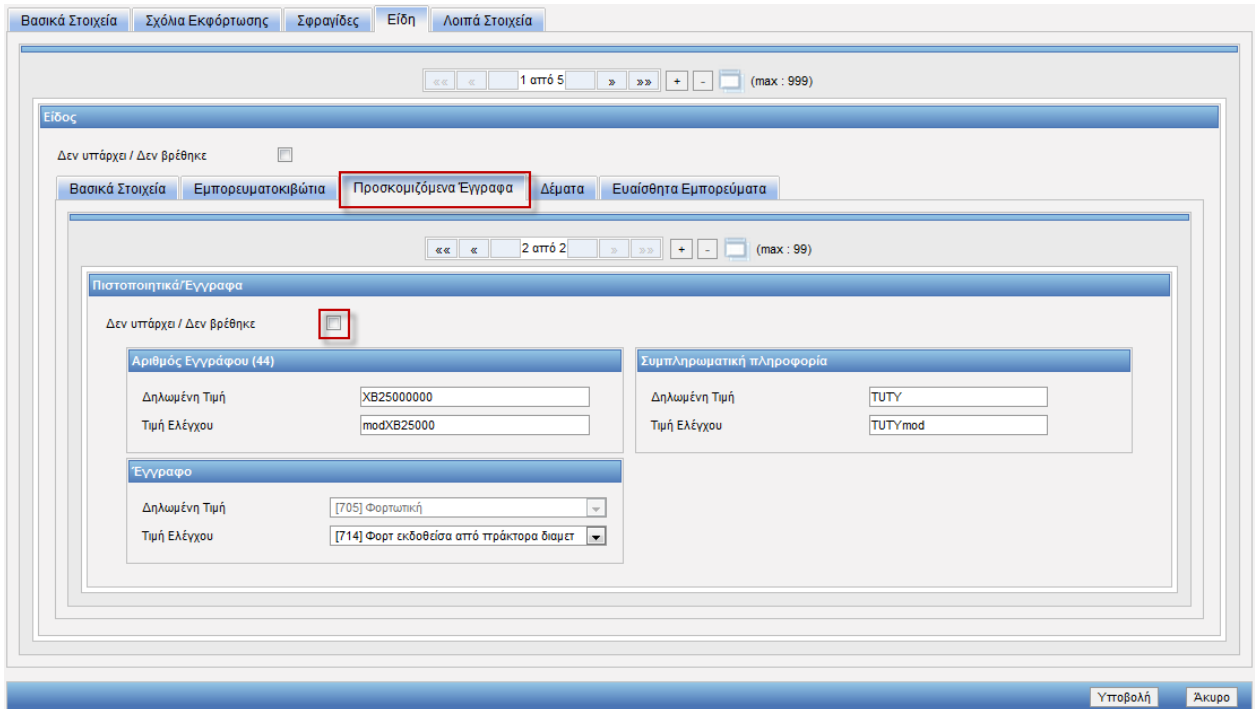 Βασικά Στοιχεία Σχόλια Εκφόρτωσης Σφραγίδες Είδη Λοιπά Στοιχεία
«« « 1 από 5 » »» + - (max : 999)
Είδος
Δεν υπάρχει / Δεν βρέθηκε
Βασικά Στοιχεία Εμπορευματοκιβώτια Προσκομιζόμενα Έγγραφα Δέματα Ευαίσθητα Εμπορεύματα
«« « 2 από 2 » »» + - (max : 99)
Πιστοποιητικά/Έγγραφα
Δεν υπάρχει / Δεν βρέθηκε
Αριθμός Εγγράφου (44) Συμπληρωματική πληροφορία
Δηλωμένη Τιμή XB25000000 Δηλωμένη Τιμή TUTY
Τιμή Ελέγχου modXB25000 Τιμή Ελέγχου TUTYmod
Έγγραφο
Δηλωμένη Τιμή [705] Φορτωτική
Τιμή Ελέγχου [714] Φορτ εκδοθείσα από πράκτορα διαμετ
Υποβολή Άκυρο